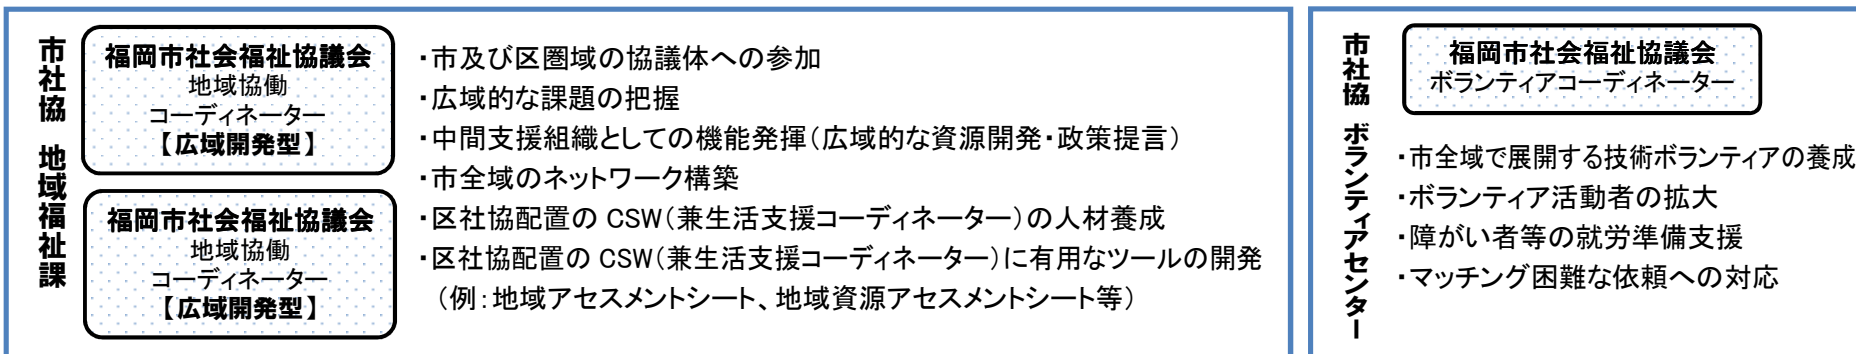 市社協 地域福祉課
福岡市社会福祉協議会
地域協働
コーディネーター
【広域開発型】
福岡市社会福祉協議会
地域協働
コーディネーター
【広域開発型】
・市及び区圏域の協議体への参加
・広域的な課題の把握
・中間支援組織としての機能発揮（広域的な資源開発・政策提言）
・市全域のネットワーク構築
・区社協配置の CSW（兼生活支援コーディネーター）の人材養成
・区社協配置の CSW（兼生活支援コーディネーター）に有用なツールの開発
（例：地域アセスメントシート、地域資源アセスメントシート等）
市社協 ボランティアセンター
福岡市社会福祉協議会
ボランティアコーディネーター
・市全域で展開する技術ボランティアの養成
・ボランティア活動者の拡大
・障がい者等の就労準備支援
・マッチング困難な依頼への対応